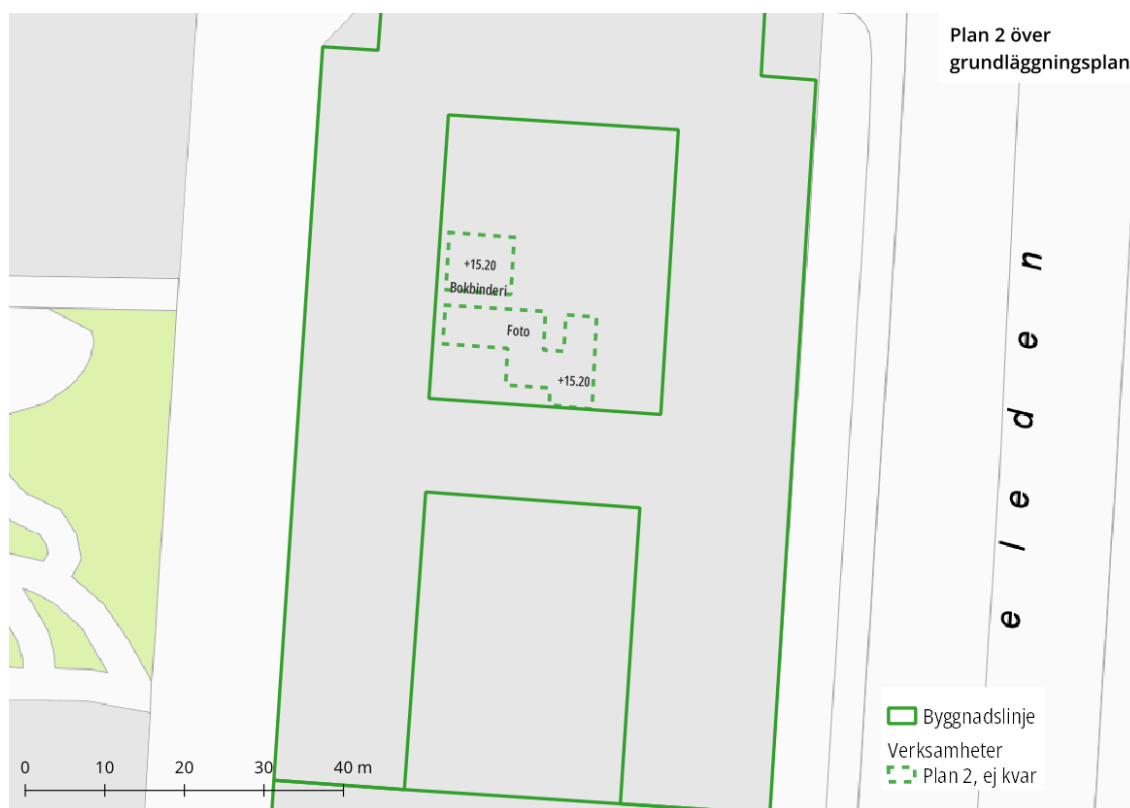 Plan 2 över
grundläggningsplan
+15.20
Bokbinderi
Foto
+15.20
eleden
Byggnadslinje
Verksamheter
Plan 2, ej kvar
0 10 20 30 40 m